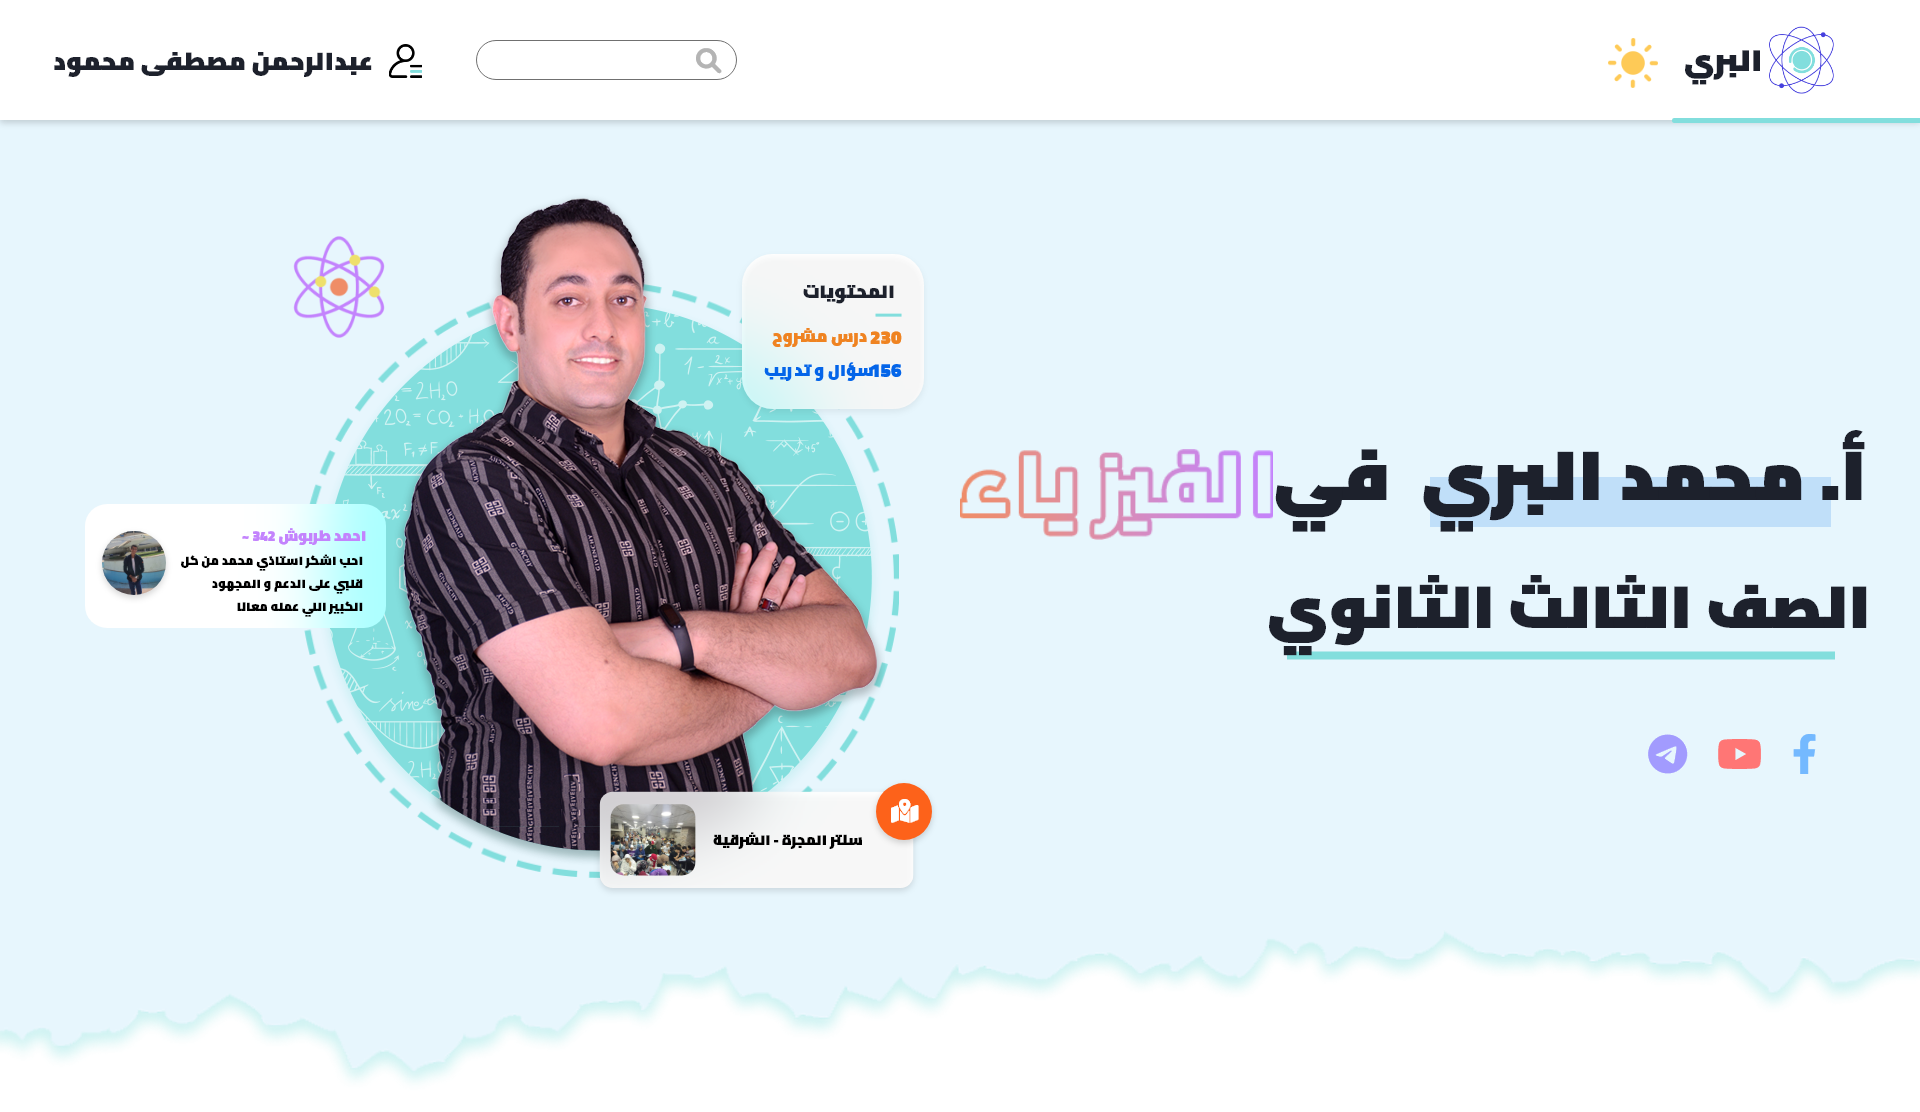 البري
عبدالرحمن مصطفى محمود
المحتويات
230 درس مشروح
156سؤال و تدريب
أ. محمد البري في الفيزياء
الصف الثالث الثانوي
احمد طربوش 342 ~
احب اشكر استاذي محمد من كل
قلبي على الدعم و المجهود
الكبير اللي عمله معانا
سنتر المجرة - الشرقية